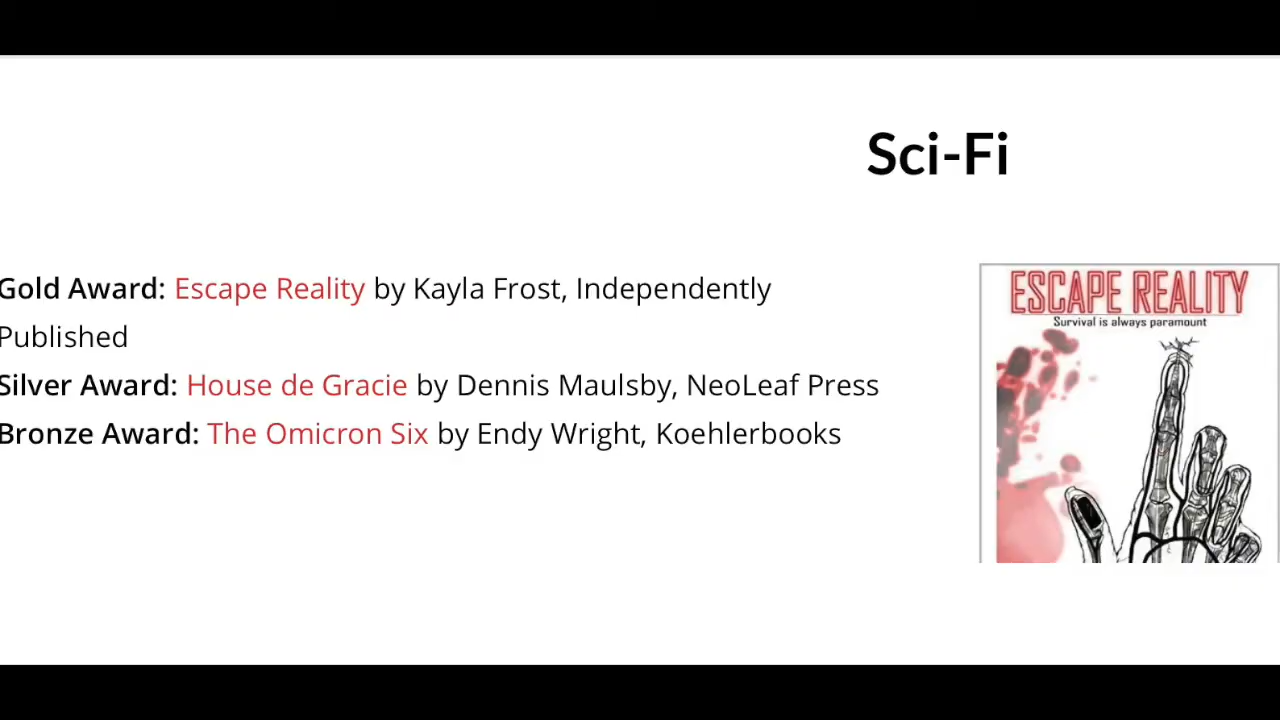 Sci-Fi
Gold Award: Escape Reality by Kayla Frost, Independently
Published
Silver Award: House de Gracie by Dennis Maulsby, NeoLeaf Press
Bronze Award: The Omicron Six by Endy Wright, Koehlerbooks
ESCAPE REALITY
Survival is always paramount